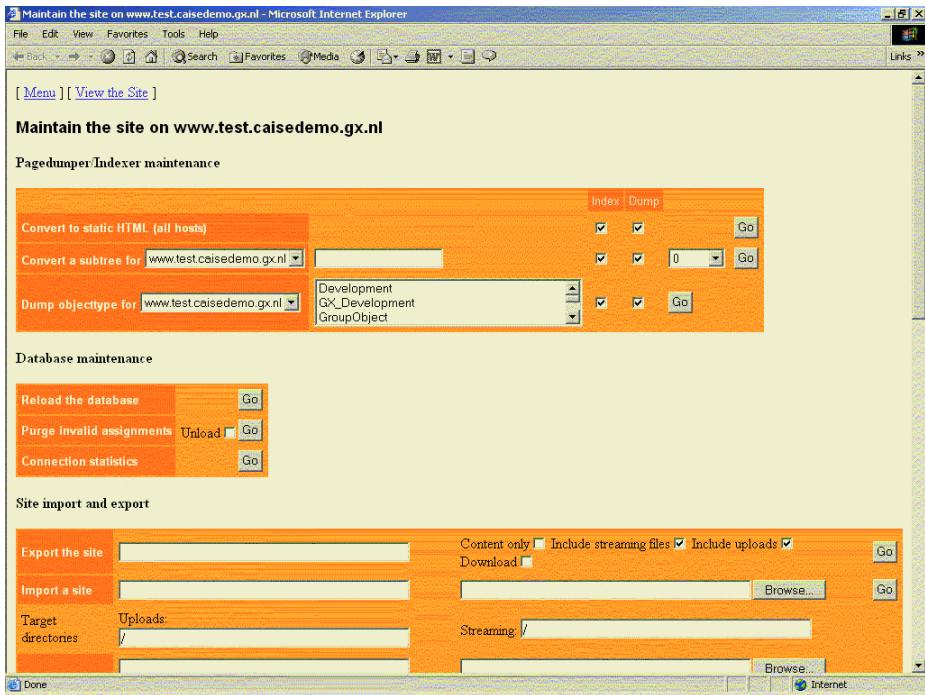 Maintain the site on www.test.caisedemo.gx.nl - Microsoft Internet Explorer
File Edit View Favorites Tools Help
Back Search Favorites Media Links »
[ Menu ] [ View the Site ]
Maintain the site on www.test.caisedemo.gx.nl
Pagedumper/Indexer maintenance
Index Dump
Convert to static HTML (all hosts) Go
Convert a subtree for www.test.caisedemo.gx.nl 0 Go
Dump objecttype for www.test.caisedemo.gx.nl Development Go
GX_Development
GroupObject
Database maintenance
Reload the database Go
Purge invalid assignments Unload Go
Connection statistics Go
Site import and export
Export the site Content only Include streaming files Include uploads Go
Download
Import a site Browse... Go
Target directories Uploads: / Streaming: /
Browse...
Done Internet